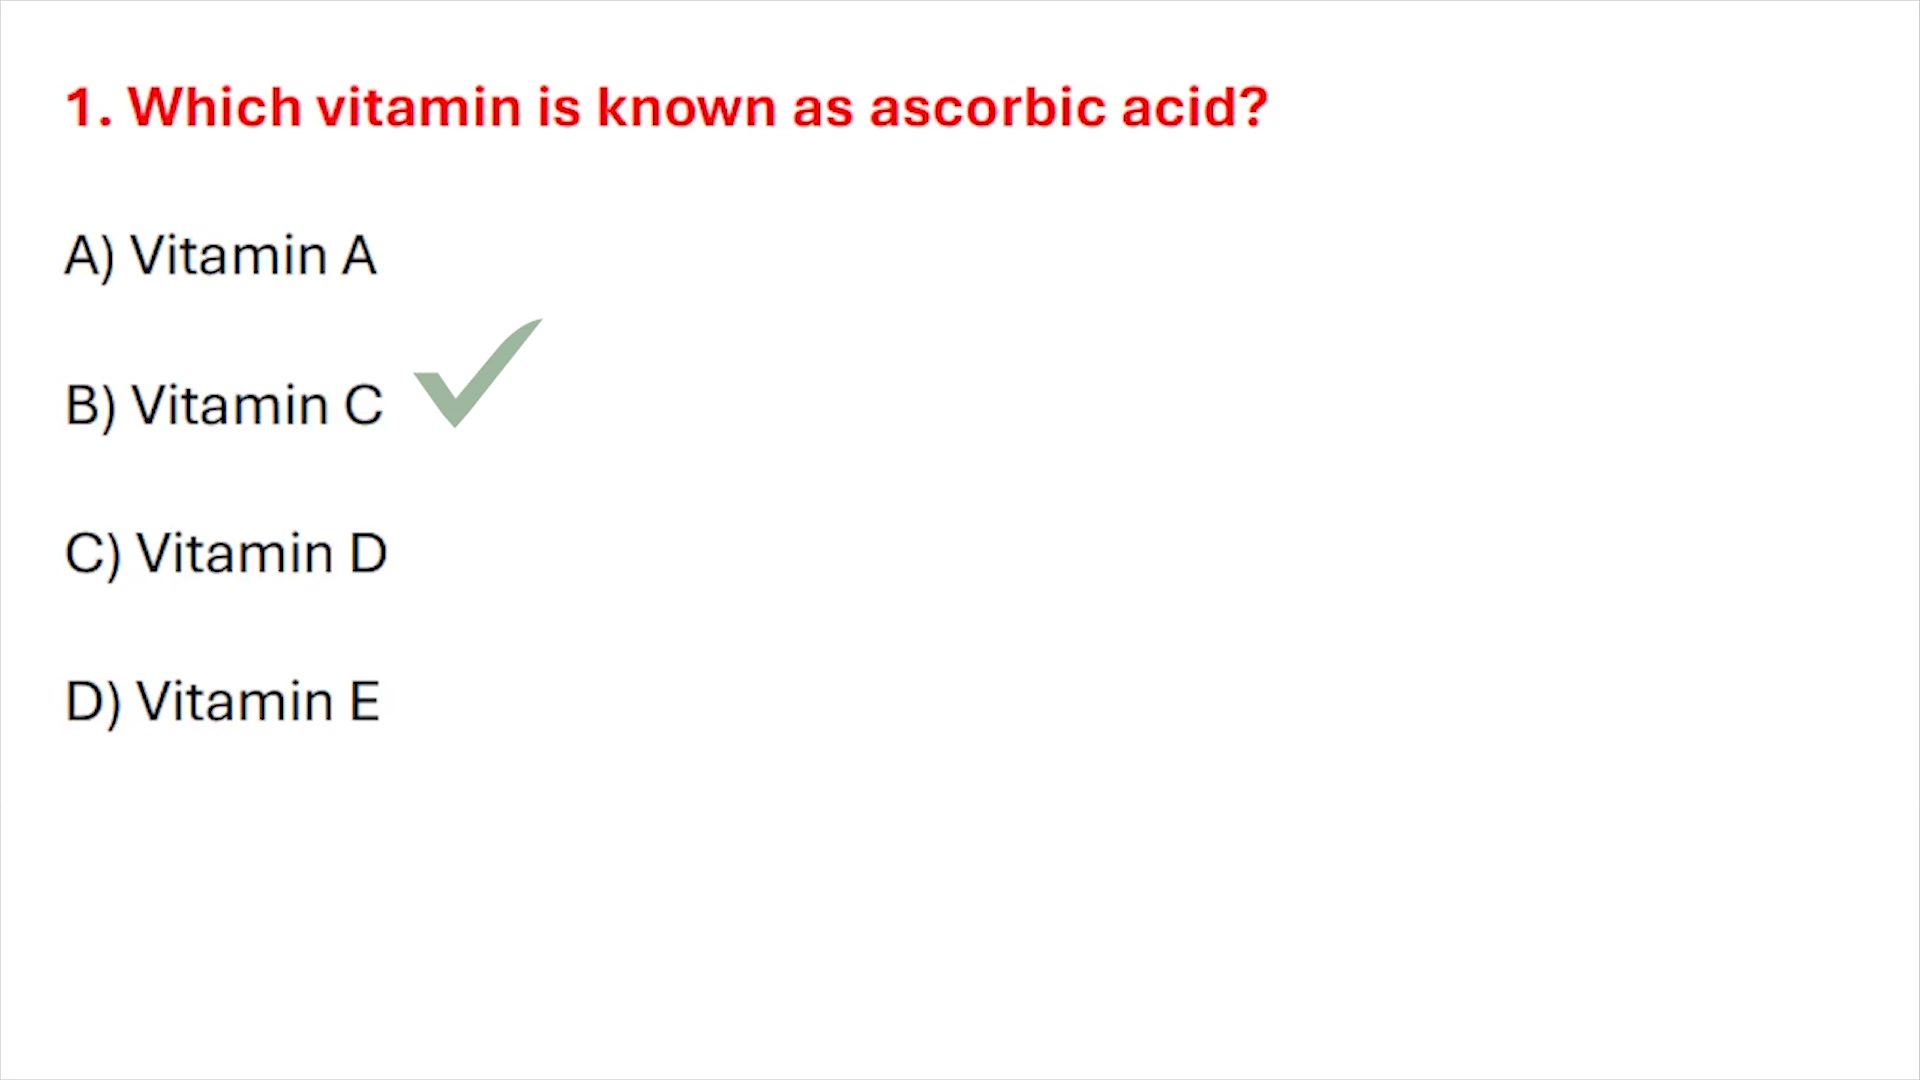 1. Which vitamin is known as ascorbic acid?
A) Vitamin A
B) Vitamin C
C) Vitamin D
D) Vitamin E